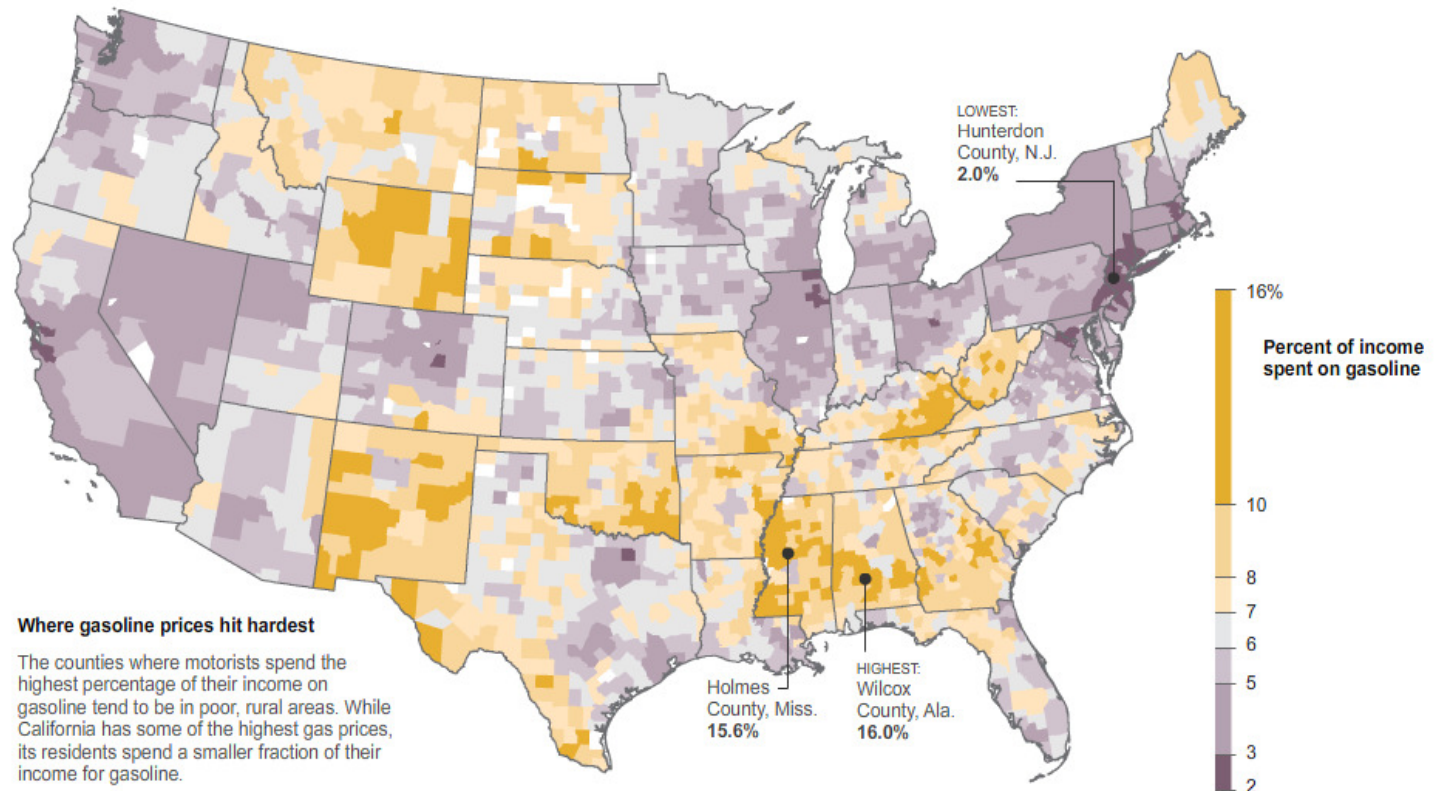 LOWEST:
Hunterdon
County, N.J.
2.0%
16%
Percent of income
spent on gasoline
10
8
7
6
5
3
2
Where gasoline prices hit hardest
The counties where motorists spend the
highest percentage of their income on
gasoline tend to be in poor, rural areas. While
California has some of the highest gas prices,
its residents spend a smaller fraction of their
income for gasoline.
Holmes
County, Miss.
15.6%
HIGHEST:
Wilcox
County, Ala.
16.0%